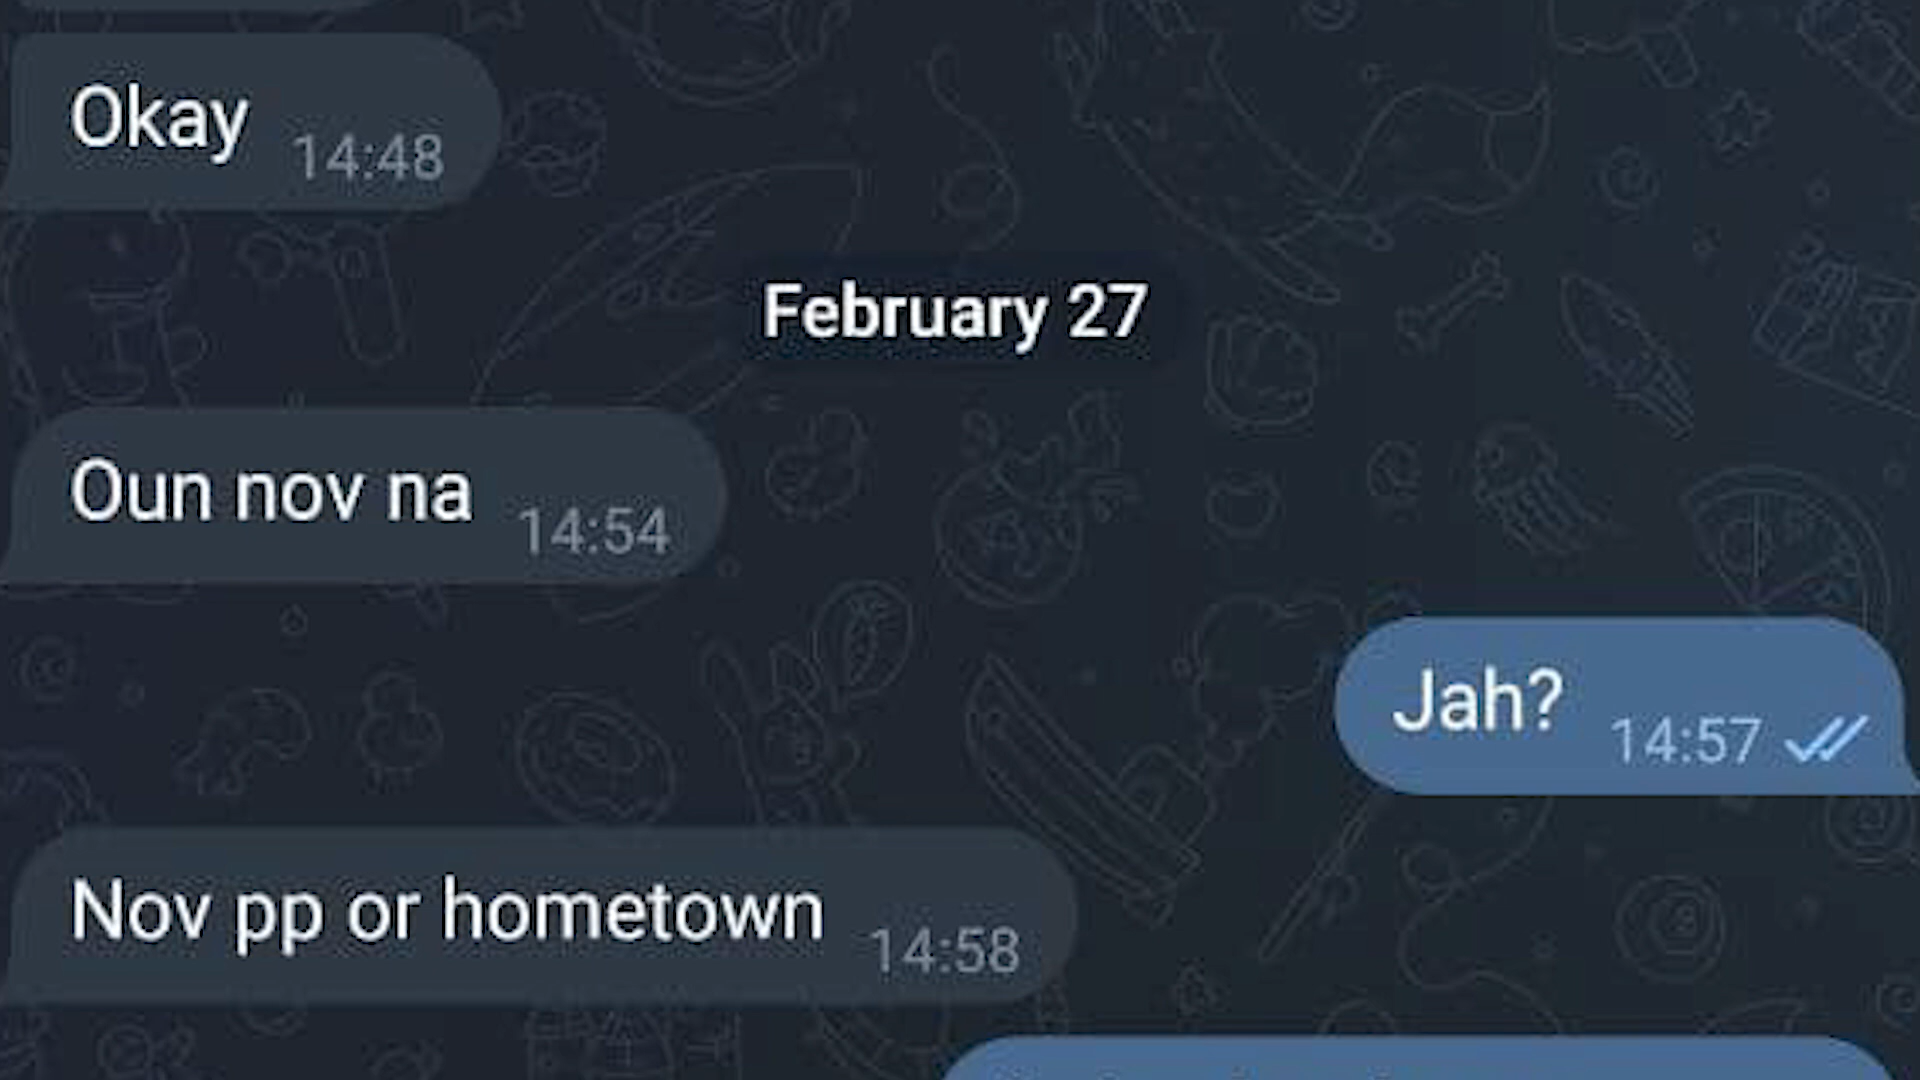 Okay 14:48
February 27
Oun nov na 14:54
Jah? 14:57
Nov pp or hometown 14:58